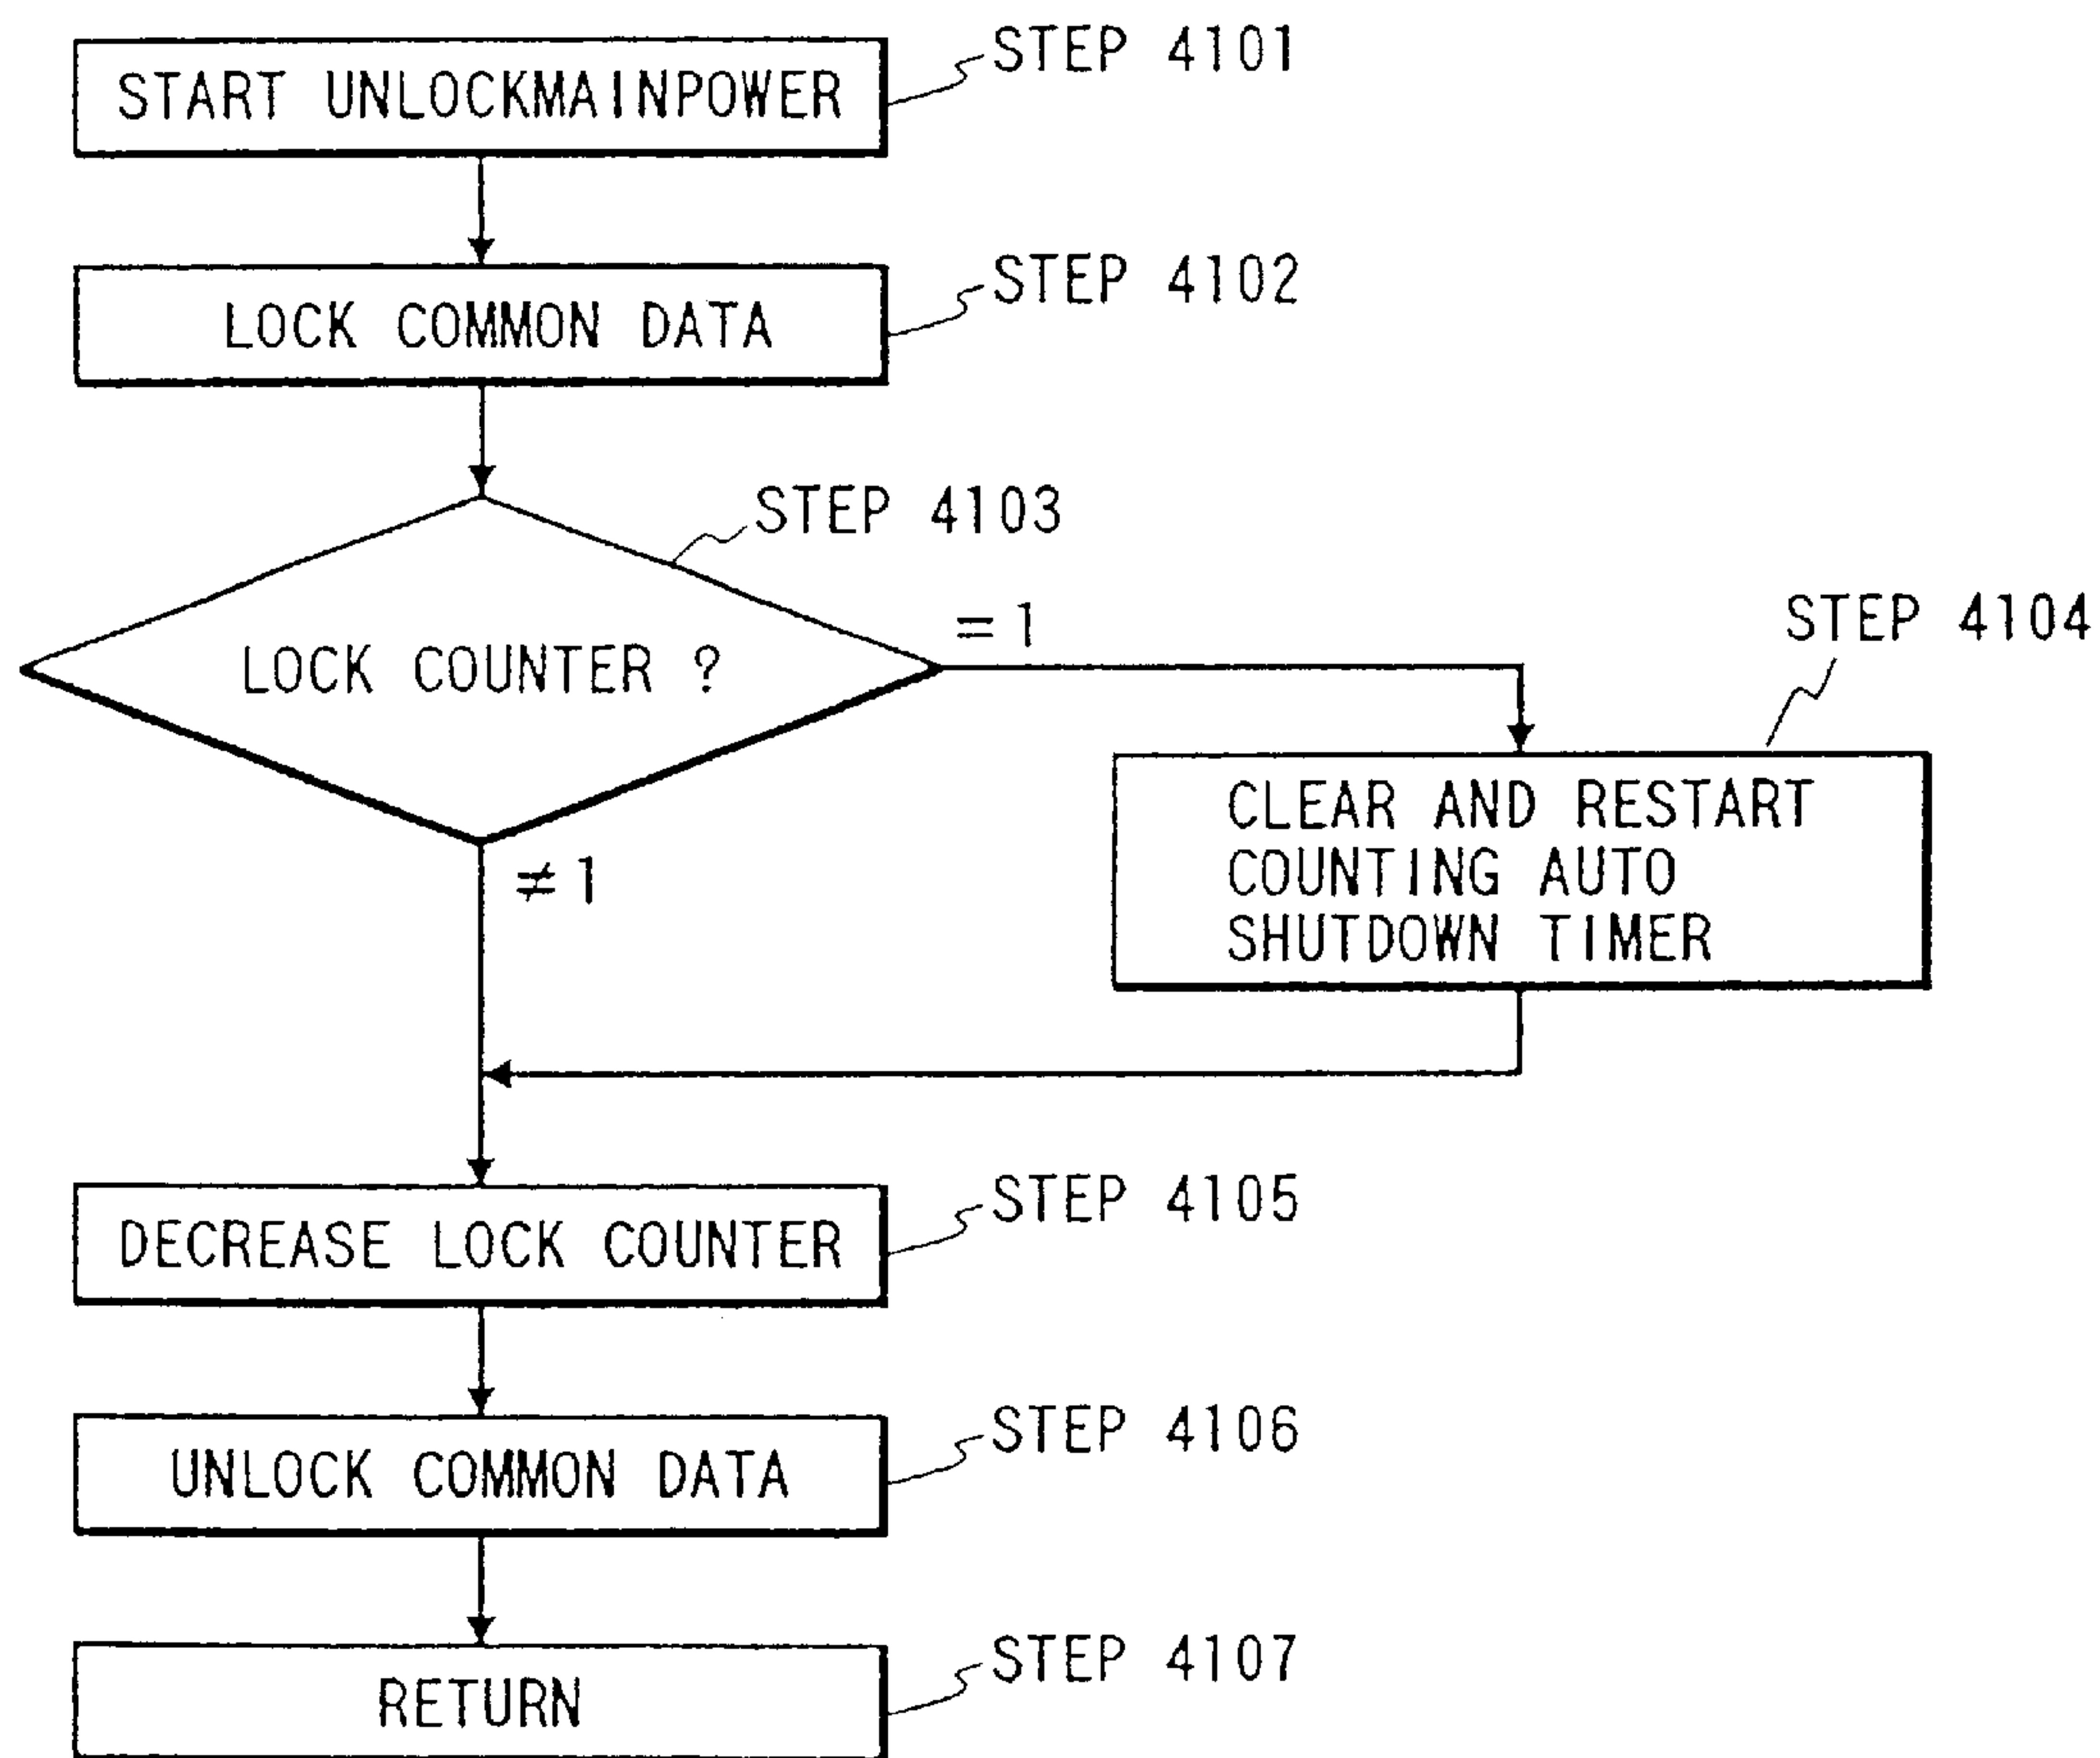 START UNLOCKMAINPOWER
STEP 4101
LOCK COMMON DATA
STEP 4102
STEP 4103
LOCK COUNTER ?
=1
≠1
STEP 4104
CLEAR AND RESTART
COUNTING AUTO
SHUTDOWN TIMER
DECREASE LOCK COUNTER
STEP 4105
UNLOCK COMMON DATA
STEP 4106
RETURN
STEP 4107